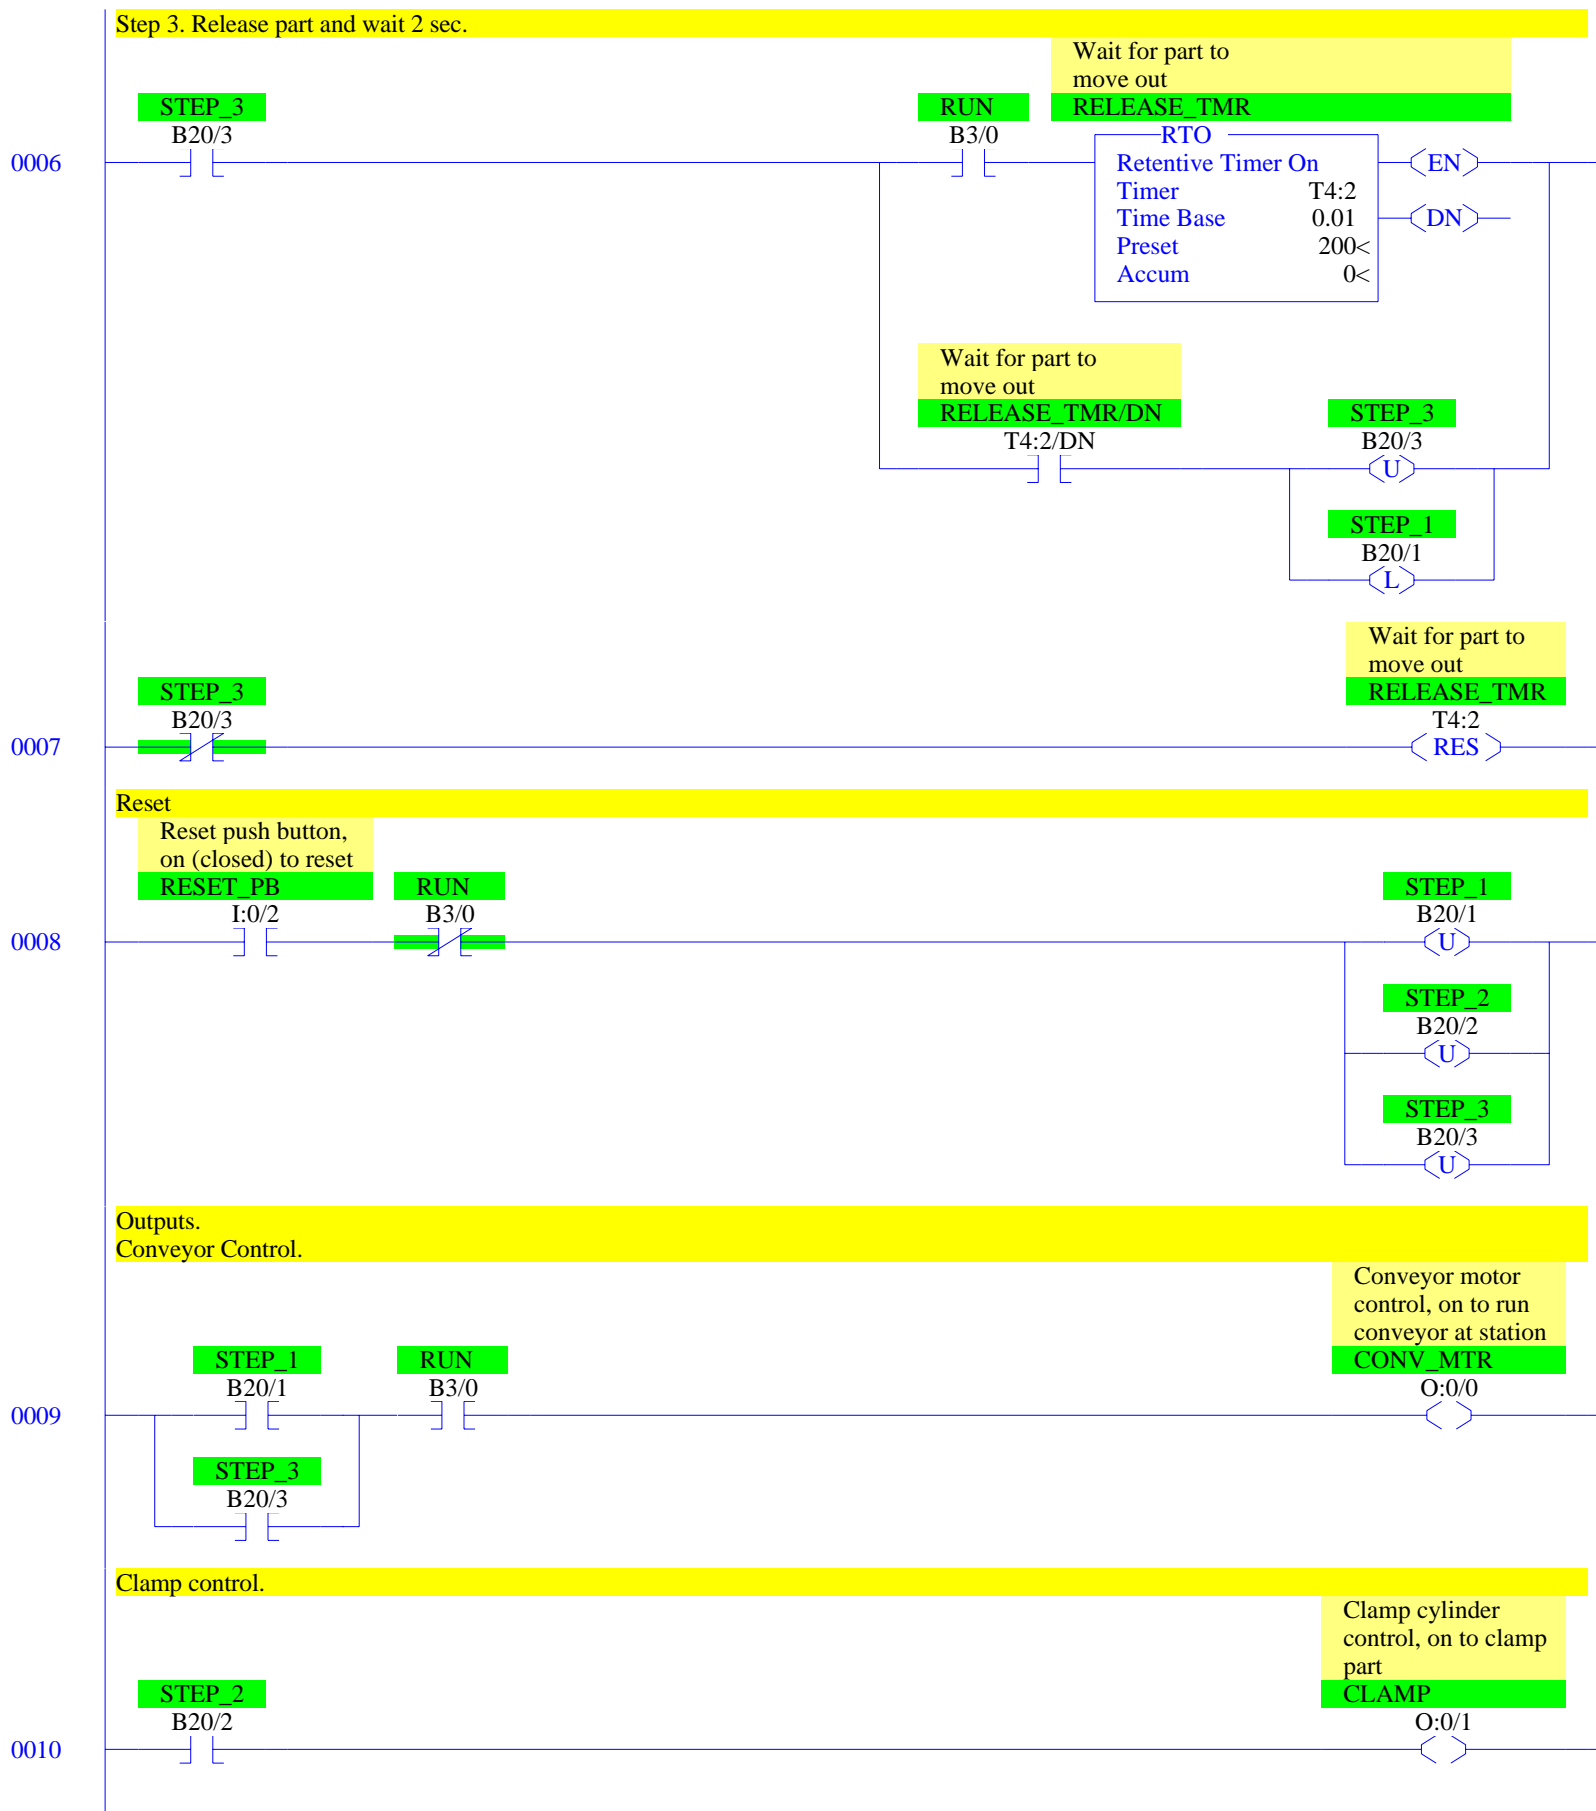 Step 3. Release part and wait 2 sec.
Wait for part to
move out
STEP_3
RUN
RELEASE_TMR
B20/3
B3/0
RTO
0006
Retentive Timer On
EN
Timer T4:2
Time Base 0.01
DN
Preset 200<
Accum 0<
Wait for part to
move out
RELEASE_TMR/DN
STEP_3
T4:2/DN
B20/3
U
STEP_1
B20/1
L
Wait for part to
move out
STEP_3
RELEASE_TMR
B20/3
T4:2
0007
RES
Reset
Reset push button,
on (closed) to reset
RESET_PB
RUN
STEP_1
I:0/2
B3/0
B20/1
0008
U
STEP_2
B20/2
U
STEP_3
B20/3
U
Outputs.
Conveyor Control.
Conveyor motor
control, on to run
conveyor at station
STEP_1
RUN
CONV_MTR
B20/1
B3/0
O:0/0
0009
STEP_3
B20/3
Clamp control.
Clamp cylinder
control, on to clamp
part
STEP_2
CLAMP
B20/2
O:0/1
0010